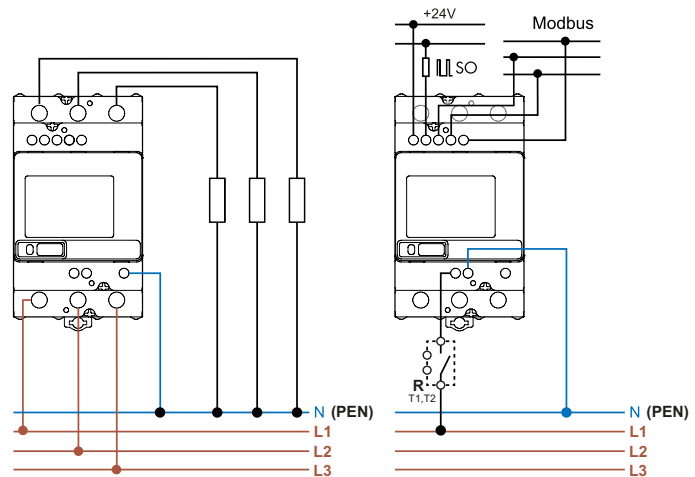 +24V
Modbus
SO
R
T1,T2
N (PEN)
L1
L2
L3
N (PEN)
L1
L2
L3